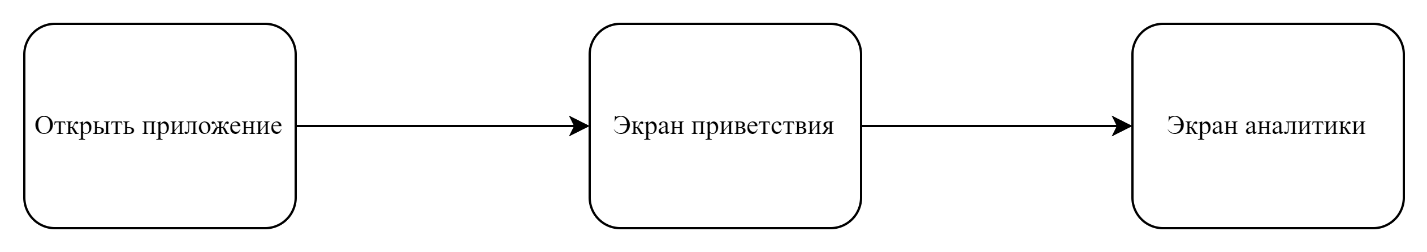 Открыть приложение
Экран приветствия
Экран аналитики